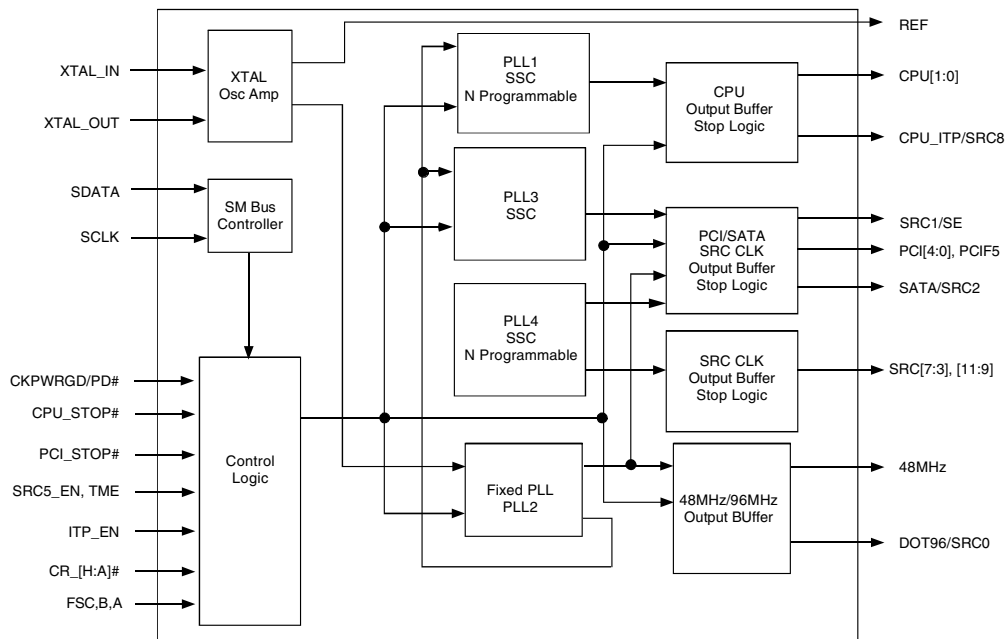 XTAL_IN
XTAL_OUT
SDATA
SCLK
CKPWRGD/PD#
CPU_STOP#
PCI_STOP#
SRC5_EN, TME
ITP_EN
CR_[H:A]#
FSC,B,A
XTAL
Osc Amp
SM Bus
Controller
Control
Logic
PLL1
SSC
N Programmable
PLL3
SSC
PLL4
SSC
N Programmable
Fixed PLL
PLL2
CPU
Output Buffer
Stop Logic
PCI/SATA
SRC CLK
Output Buffer
Stop Logic
SRC CLK
Output Buffer
Stop Logic
48MHz/96MHz
Output BUffer
REF
CPU[1:0]
CPU_ITP/SRC8
SRC1/SE
PCI[4:0], PCIF5
SATA/SRC2
SRC[7:3], [11:9]
48MHz
DOT96/SRC0